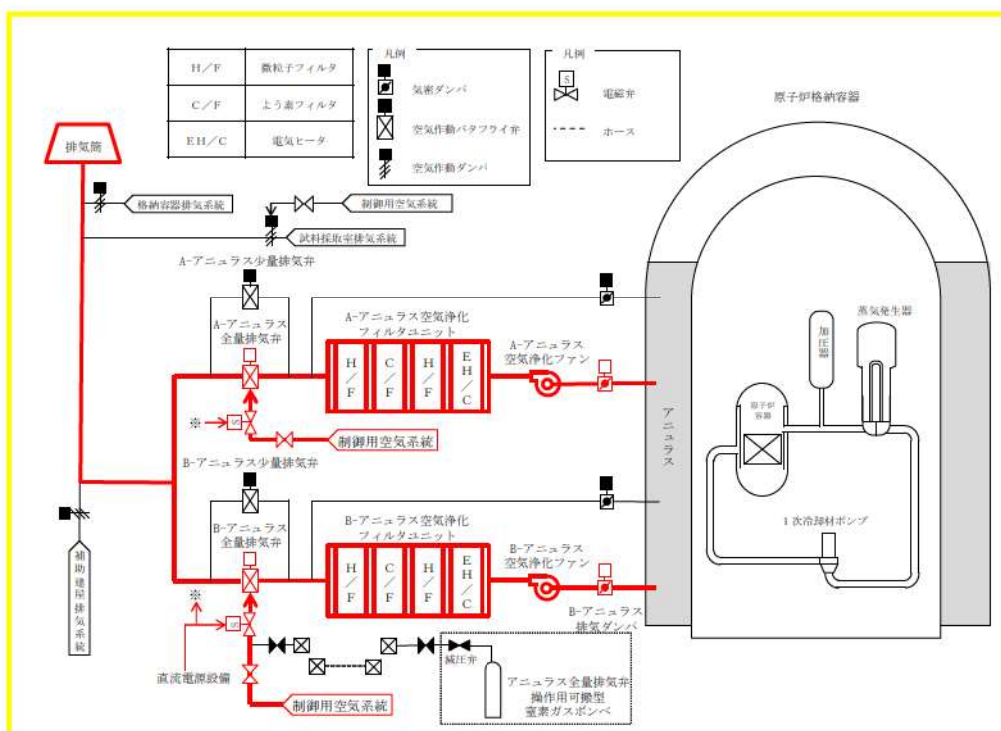 H/F 微粒子フィルタ
C/F よう素フィルタ
EH/C 電気ヒータ
凡例
気密ダンパ
空気作動バタフライ弁
空気作動ダンパ
凡例
S
電磁弁
ホース
原子炉格納容器
排気筒
格納容器排気系統
制御用空気系統
試料採取室排気系統
A-アニュラス少量排気弁
A-アニュラス
全量排気弁
A-アニュラス空気浄化
フィルタユニット
H/F
C/F
H/F
EH/C
A-アニュラス
空気浄化ファン
※
S
制御用空気系統
加圧器
蒸気発生器
原子炉
容器
アニュラス
1次冷却材ポンプ
B-アニュラス少量排気弁
B-アニュラス
全量排気弁
B-アニュラス空気浄化
フィルタユニット
H/F
C/F
H/F
EH/C
B-アニュラス
空気浄化ファン
B-アニュラス
排気ダンパ
補助建屋排気系統
※
S
直流電源設備
制御用空気系統
減圧弁
アニュラス全量排気弁
操作用可搬型
窒素ガスボンベ